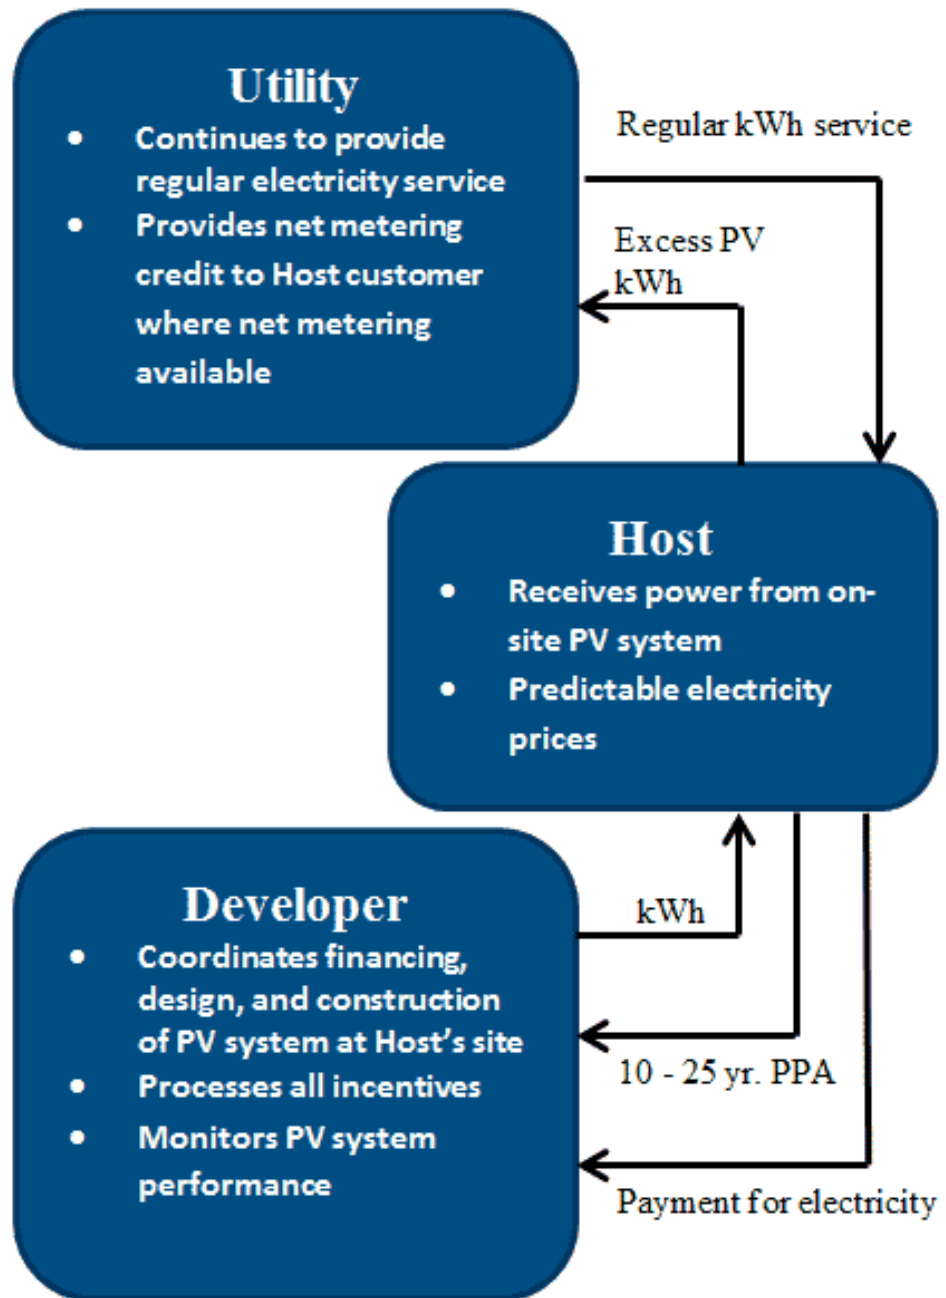 Utility
• Continues to provide
regular electricity service
• Provides net metering
credit to Host customer
where net metering
available
Regular kWh service
Excess PV
kWh
Host
• Receives power from on-
site PV system
• Predictable electricity
prices
Developer
• Coordinates financing,
design, and construction
of PV system at Host's site
• Processes all incentives
• Monitors PV system
performance
kWh
10 - 25 yr. PPA
Payment for electricity